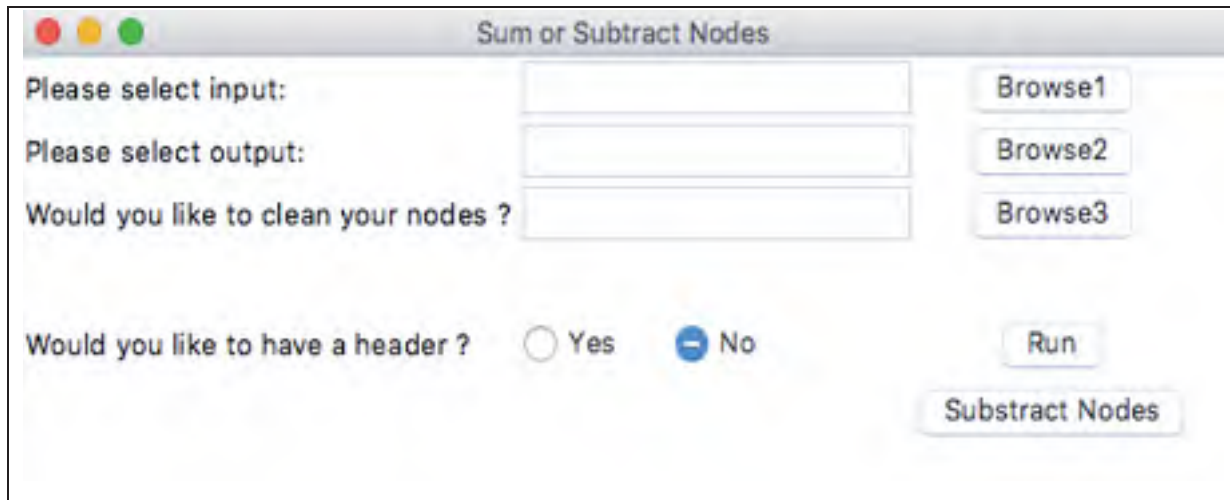 Sum or Subtract Nodes
Please select input: Browse1
Please select output: Browse2
Would you like to clean your nodes ? Browse3
Would you like to have a header ? Yes No Run
Substract Nodes